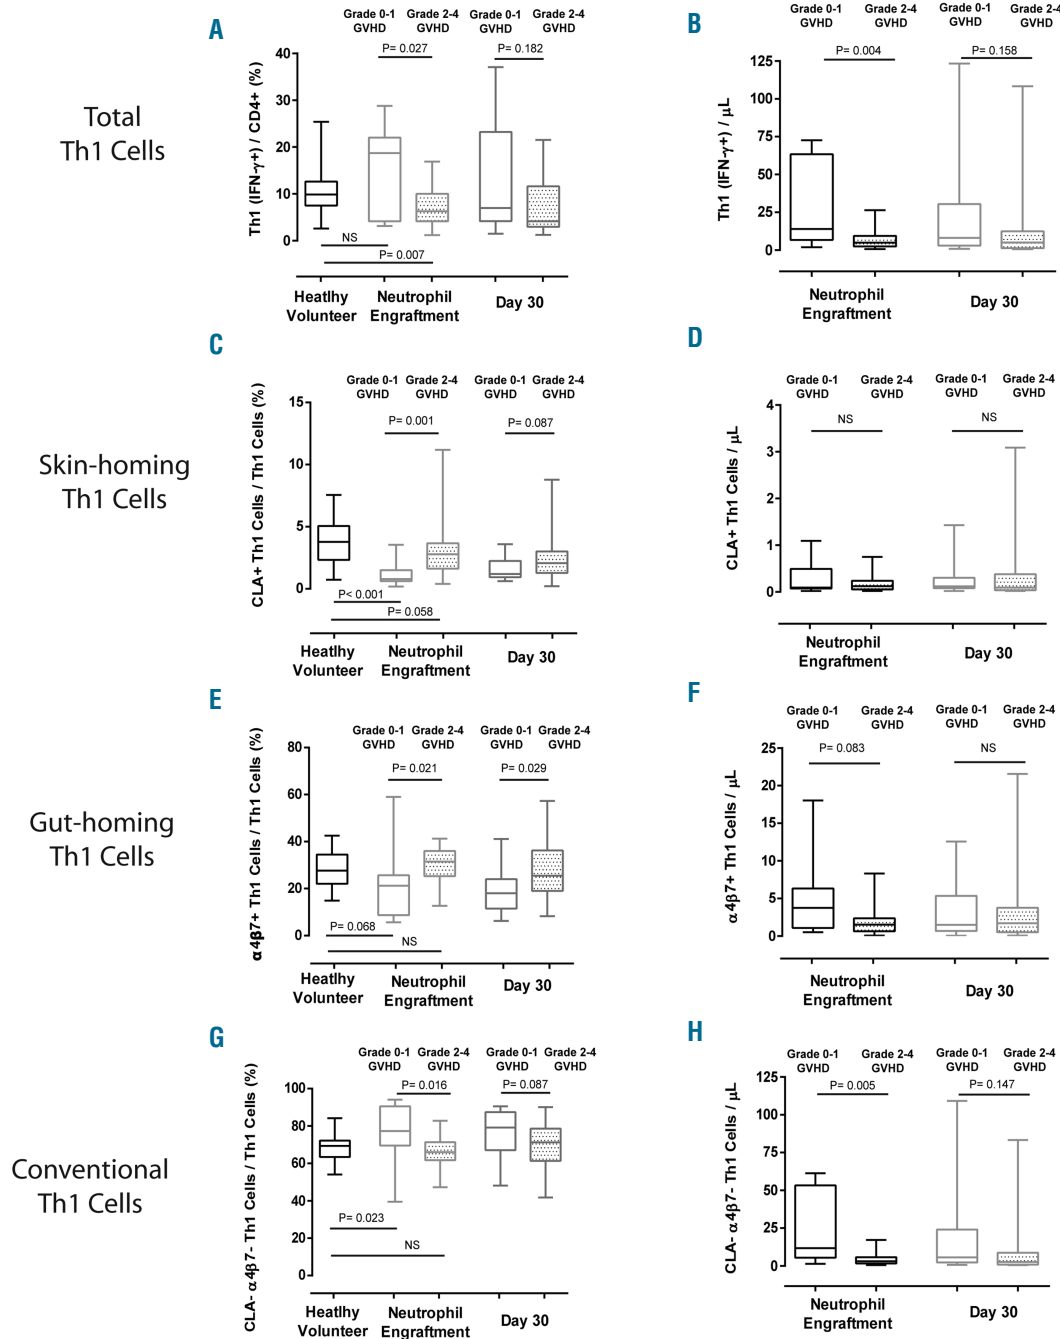 A
Grade 0-1 GVHD
Grade 2-4 GVHD
Grade 0-1 GVHD
Grade 2-4 GVHD
P= 0.027
P= 0.182
Total
Th1 Cells
Th1 (IFN-γ+) / CD4+ (%)
40
30
20
10
0
NS
P= 0.007
Heatlhy Volunteer
Neutrophil Engraftment
Day 30
B
Grade 0-1 GVHD
Grade 2-4 GVHD
Grade 0-1 GVHD
Grade 2-4 GVHD
P= 0.004
P= 0.158
Th1 (IFN-γ+) / μL
125
100
75
50
25
0
Neutrophil Engraftment
Day 30
C
Grade 0-1 GVHD
Grade 2-4 GVHD
Grade 0-1 GVHD
Grade 2-4 GVHD
P= 0.001
P= 0.087
Skin-homing
Th1 Cells
CLA+ Th1 Cells / Th1 Cells (%)
15
10
5
0
P< 0.001
P= 0.058
Heatlhy Volunteer
Neutrophil Engraftment
Day 30
D
Grade 0-1 GVHD
Grade 2-4 GVHD
Grade 0-1 GVHD
Grade 2-4 GVHD
NS
NS
CLA+ Th1 Cells / μL
4
3
2
1
0
Neutrophil Engraftment
Day 30
E
Grade 0-1 GVHD
Grade 2-4 GVHD
Grade 0-1 GVHD
Grade 2-4 GVHD
P= 0.021
P= 0.029
Gut-homing
Th1 Cells
α4β7+ Th1 Cells / Th1 Cells (%)
80
60
40
20
0
P= 0.068
NS
Heatlhy Volunteer
Neutrophil Engraftment
Day 30
F
Grade 0-1 GVHD
Grade 2-4 GVHD
Grade 0-1 GVHD
Grade 2-4 GVHD
P= 0.083
NS
α4β7+ Th1 Cells / μL
25
20
15
10
5
0
Neutrophil Engraftment
Day 30
G
Grade 0-1 GVHD
Grade 2-4 GVHD
Grade 0-1 GVHD
Grade 2-4 GVHD
P= 0.016
P= 0.087
Conventional
Th1 Cells
CLA- α4β7- Th1 Cells / Th1 Cells (%)
100
80
60
40
20
0
P= 0.023
NS
Heatlhy Volunteer
Neutrophil Engraftment
Day 30
H
Grade 0-1 GVHD
Grade 2-4 GVHD
Grade 0-1 GVHD
Grade 2-4 GVHD
P= 0.005
P= 0.147
CLA- α4β7- Th1 Cells / μL
125
100
75
50
25
0
Neutrophil Engraftment
Day 30